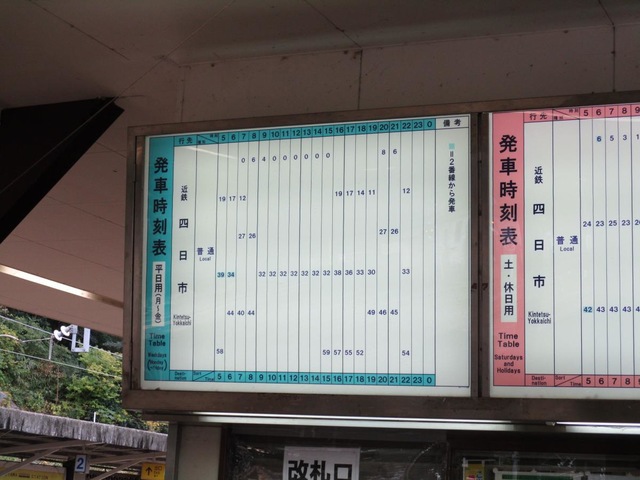 発車時刻表
平日用(月〜金)
Time Table
行先
5 6 7 8 9 10 11 12 13 14 15 16 17 18 19 20 21 22 23 0
備考
近鉄 四日市
Kintetsu-Yokkaichi
普通
Local
0 6 4 0 0 0 0 0 0 8 6
19 17 12 19 17 14 11 12
27 26 27 26
39 34 32 32 32 32 32 32 32 38 36 33 30 33
44 40 44 49 46 45
58 59 57 55 52 54
82番線から発車
5 6 7 8 9 10 11 12 13 14 15 16 17 18 19 20 21 22 23 0
発車時刻表
土・休日用
Time Table
Saturdays and Holidays
行先
5 6 7 8 9
近鉄 四日市
Kintetsu-Yokkaichi
普通
Local
6 5 3
24 23 25 23
42 43 43 43
5 6 7 8
改札口
2